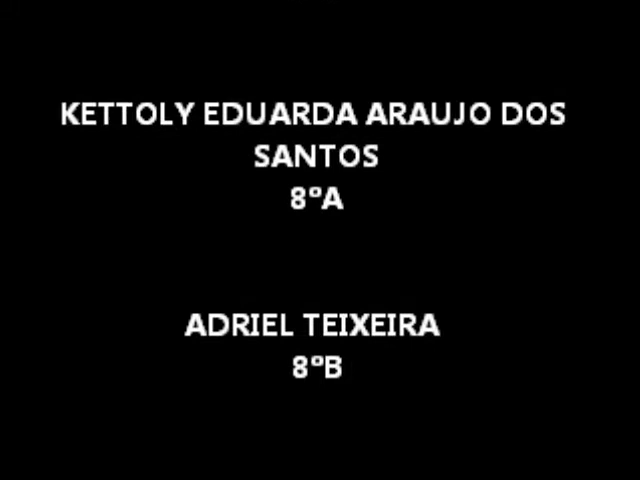 KETTOLY EDUARDA ARAUJO DOS
SANTOS
8ºA
ADRIEL TEIXEIRA
8ºB